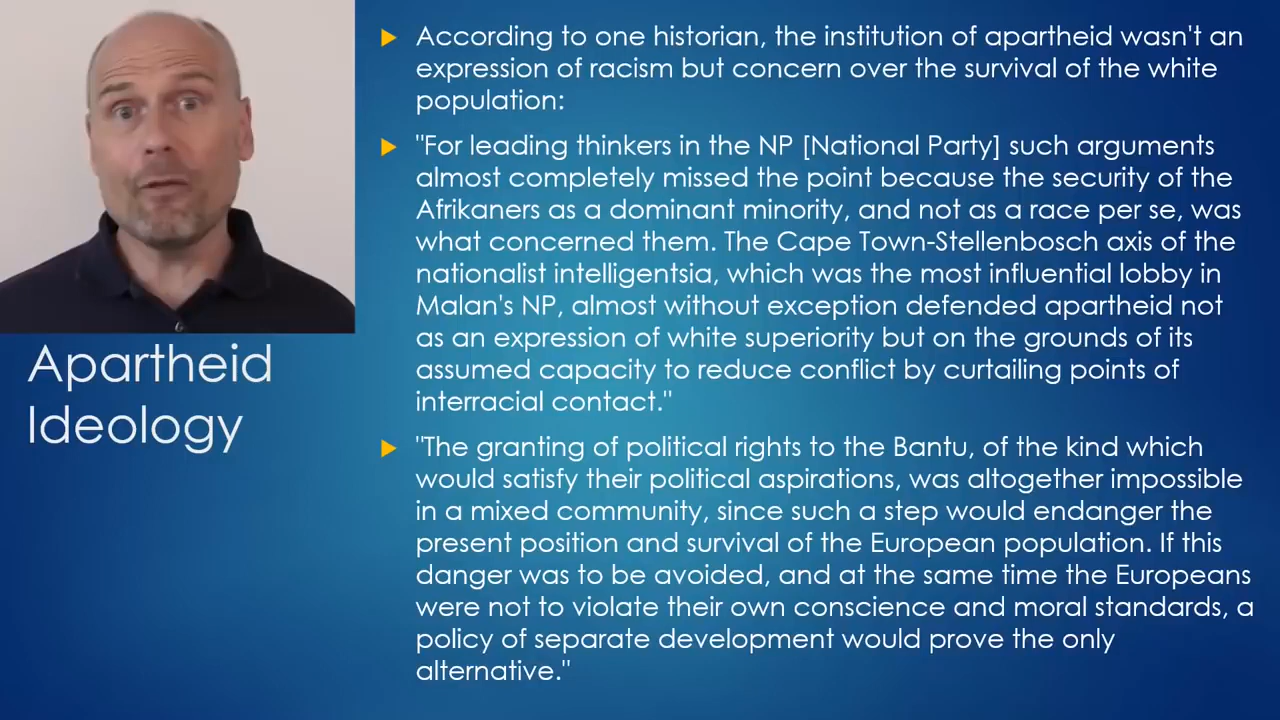 According to one historian, the institution of apartheid wasn't an
expression of racism but concern over the survival of the white
population:
"For leading thinkers in the NP [National Party] such arguments
almost completely missed the point because the security of the
Afrikaners as a dominant minority, and not as a race per se, was
what concerned them. The Cape Town-Stellenbosch axis of the
nationalist intelligentsia, which was the most influential lobby in
Malan's NP, almost without exception defended apartheid not
as an expression of white superiority but on the grounds of its
assumed capacity to reduce conflict by curtailing points of
interracial contact."
"The granting of political rights to the Bantu, of the kind which
would satisfy their political aspirations, was altogether impossible
in a mixed community, since such a step would endanger the
present position and survival of the European population. If this
danger was to be avoided, and at the same time the Europeans
were not to violate their own conscience and moral standards, a
policy of separate development would prove the only
alternative."
Apartheid
Ideology